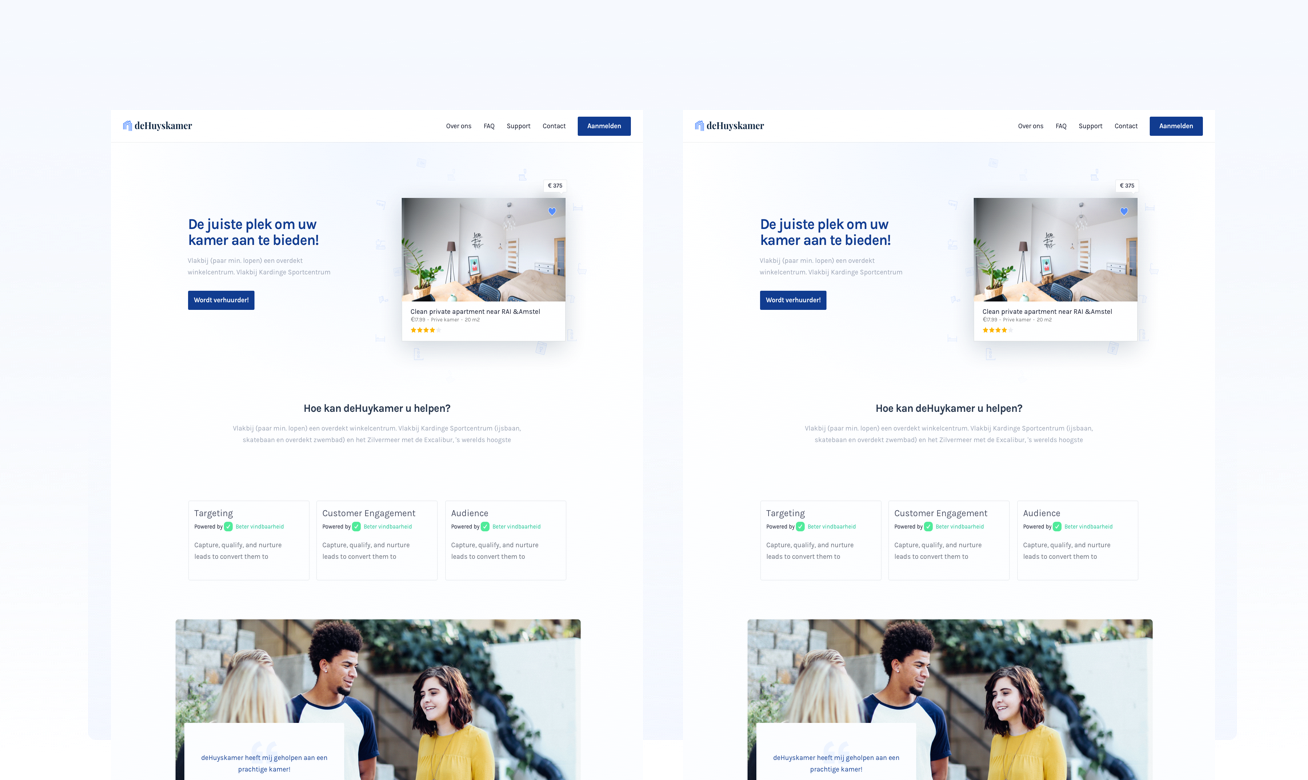 deHuyskamer
Over ons FAQ Support Contact Aanmelden
€ 375
De juiste plek om uw
kamer aan te bieden!
Vlakbij (paar min. lopen) een overdekt
winkelcentrum. Vlakbij Kardinge Sportcentrum
Wordt verhuurder!
Clean private apartment near RAI &Amstel
€17.99 - Prive kamer - 20 m2
Hoe kan deHuykamer u helpen?
Vlakbij (paar min. lopen) een overdekt winkelcentrum. Vlakbij Kardinge Sportcentrum (ijsbaan,
skatebaan en overdekt zwembad) en het Zilvermeer met de Excalibur, 's werelds hoogste
Targeting
Powered by Beter vindbaarheid
Capture, qualify, and nurture
leads to convert them to
Customer Engagement
Powered by Beter vindbaarheid
Capture, qualify, and nurture
leads to convert them to
Audience
Powered by Beter vindbaarheid
Capture, qualify, and nurture
leads to convert them to
deHuyskamer heeft mij geholpen aan een
prachtige kamer!
deHuyskamer
Over ons FAQ Support Contact Aanmelden
€ 375
De juiste plek om uw
kamer aan te bieden!
Vlakbij (paar min. lopen) een overdekt
winkelcentrum. Vlakbij Kardinge Sportcentrum
Wordt verhuurder!
Clean private apartment near RAI &Amstel
€17.99 - Prive kamer - 20 m2
Hoe kan deHuykamer u helpen?
Vlakbij (paar min. lopen) een overdekt winkelcentrum. Vlakbij Kardinge Sportcentrum (ijsbaan,
skatebaan en overdekt zwembad) en het Zilvermeer met de Excalibur, 's werelds hoogste
Targeting
Powered by Beter vindbaarheid
Capture, qualify, and nurture
leads to convert them to
Customer Engagement
Powered by Beter vindbaarheid
Capture, qualify, and nurture
leads to convert them to
Audience
Powered by Beter vindbaarheid
Capture, qualify, and nurture
leads to convert them to
deHuyskamer heeft mij geholpen aan een
prachtige kamer!